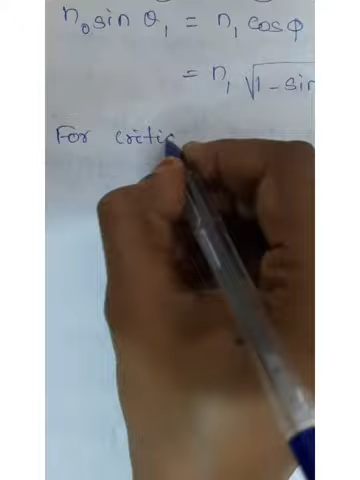 n₀ sin θ₁ = n₁ cos φ
= n₁ √1 - sin
For critic